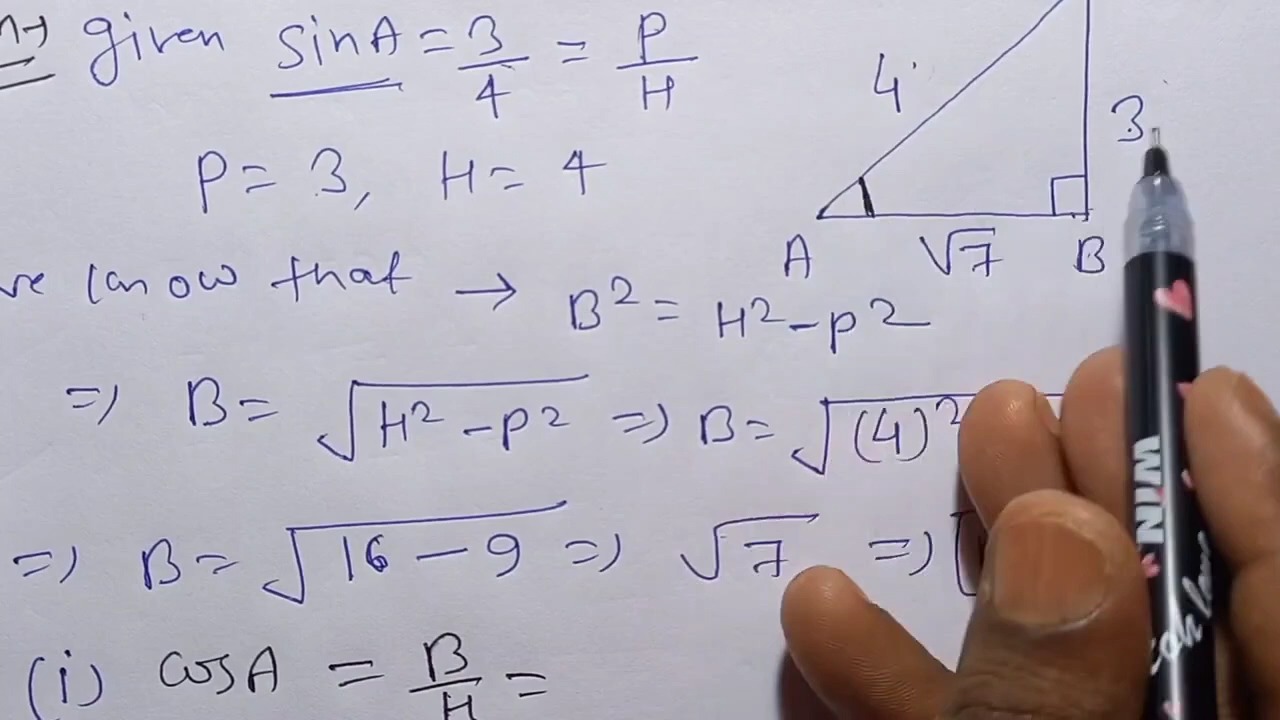 given sinA = 3/4 = P/H
P = 3, H = 4
know that → B² = H² - P²
=> B = √(H² - P²) => B = √(4)²
=> B = √(16 - 9) => √7 =>
(i) cosA = B/H =
4
3
A √7 B
WIN